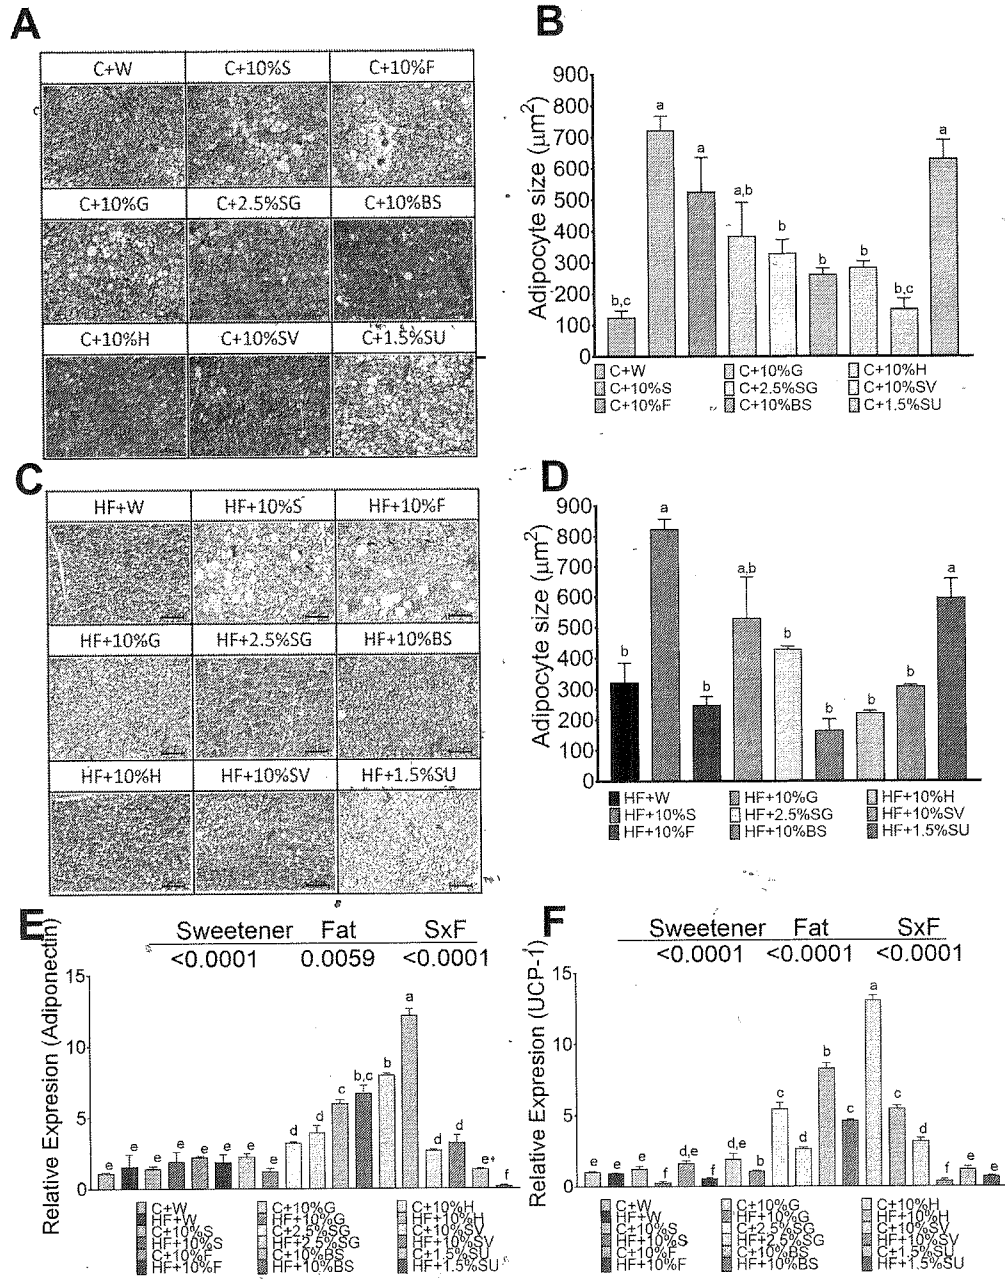 A
C+W C+10%S C+10%F
C+10%G C+2.5%SG C+10%BS
C+10%H C+10%SV C+1.5%SU
B
Adipocyte size (μm²)
900
800
700
600
500
400
300
200
100
0
b,c a a a,b b b b b,c a
C+W C+10%G C+10%H
C+10%S C+2.5%SG C+10%SV
C+10%F C+10%BS C+1.5%SU
C
HF+W HF+10%S HF+10%F
HF+10%G HF+2.5%SG HF+10%BS
HF+10%H HF+10%SV HF+1.5%SU
D
Adipocyte size (μm²)
900
800
700
600
500
400
300
200
100
0
b a b a,b b b b b a
HF+W HF+10%G HF+10%H
HF+10%S HF+2.5%SG HF+10%SV
HF+10%F HF+10%BS HF+1.5%SU
E
Sweetener Fat SxF
<0.0001 0.0059 <0.0001
Relative Expresion (Adiponectin)
15
10
5
0
e e e e e e e e d d c b,c b a d d e f
C+W C+10%G C+10%H
HF+W HF+10%G HF+10%H
C+10%S C+2.5%SG C+10%SV
HF+10%S HF+2.5%SG HF+10%SV
C+10%F C+10%BS C+1.5%SU
HF+10%F HF+10%BS HF+1.5%SU
F
Sweetener Fat SxF
<0.0001 <0.0001 <0.0001
Relative Expresion (UCP-1)
15
10
5
0
e e e f d,e f d,e b c d b c a c d f e e
C+W C+10%G C+10%H
HF+W HF+10%G HF+10%H
C+10%S C+2.5%SG C+10%SV
HF+10%S HF+2.5%SG HF+10%SV
C+10%F C+10%BS C+1.5%SU
HF+10%F HF+10%BS HF+1.5%SU